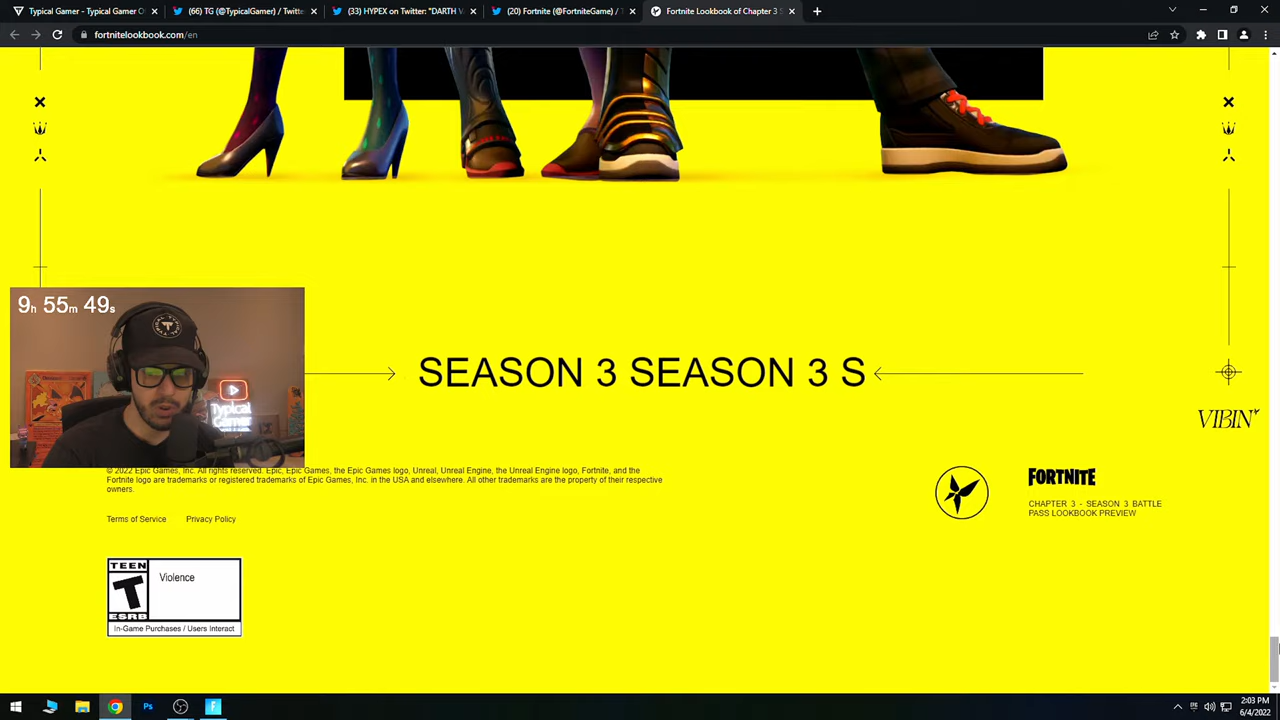 Typical Gamer - Typical Gamer O
(66) TG (@TypicalGamer) / Twitte
(33) HYPEX on Twitter: "DARTH V
(20) Fortnite (@FortniteGame) / T
Fortnite Lookbook of Chapter 3
fortnitelookbook.com/en
9h 55m 49s
SEASON 3 SEASON 3 S
Typical
Gamer
VIBIN
© 2022 Epic Games, Inc. All rights reserved. Epic, Epic Games, the Epic Games logo, Unreal, Unreal Engine, the Unreal Engine logo, Fortnite, and the
Fortnite logo are trademarks or registered trademarks of Epic Games, Inc. in the USA and elsewhere. All other trademarks are the property of their respective
owners.
FORTNITE
CHAPTER 3 - SEASON 3 BATTLE
PASS LOOKBOOK PREVIEW
Terms of Service Privacy Policy
TEEN
T
ESRB
Violence
In-Game Purchases / Users Interact
Ps
2:03 PM
6/4/2022